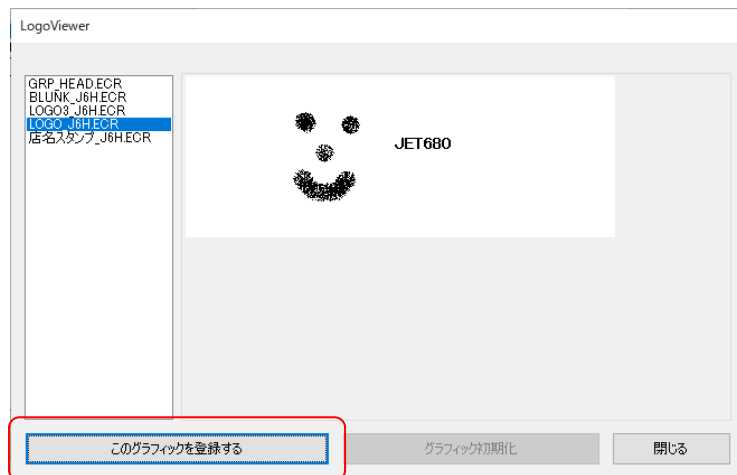 LogoViewer
GRP_HEAD.ECR
BLUNK_J6H.ECR
LOGO3_J6H.ECR
LOGO_J6H.ECR
店名スタンプ_J6H.ECR
JET680
このグラフィックを登録する
グラフィック初期化
閉じる